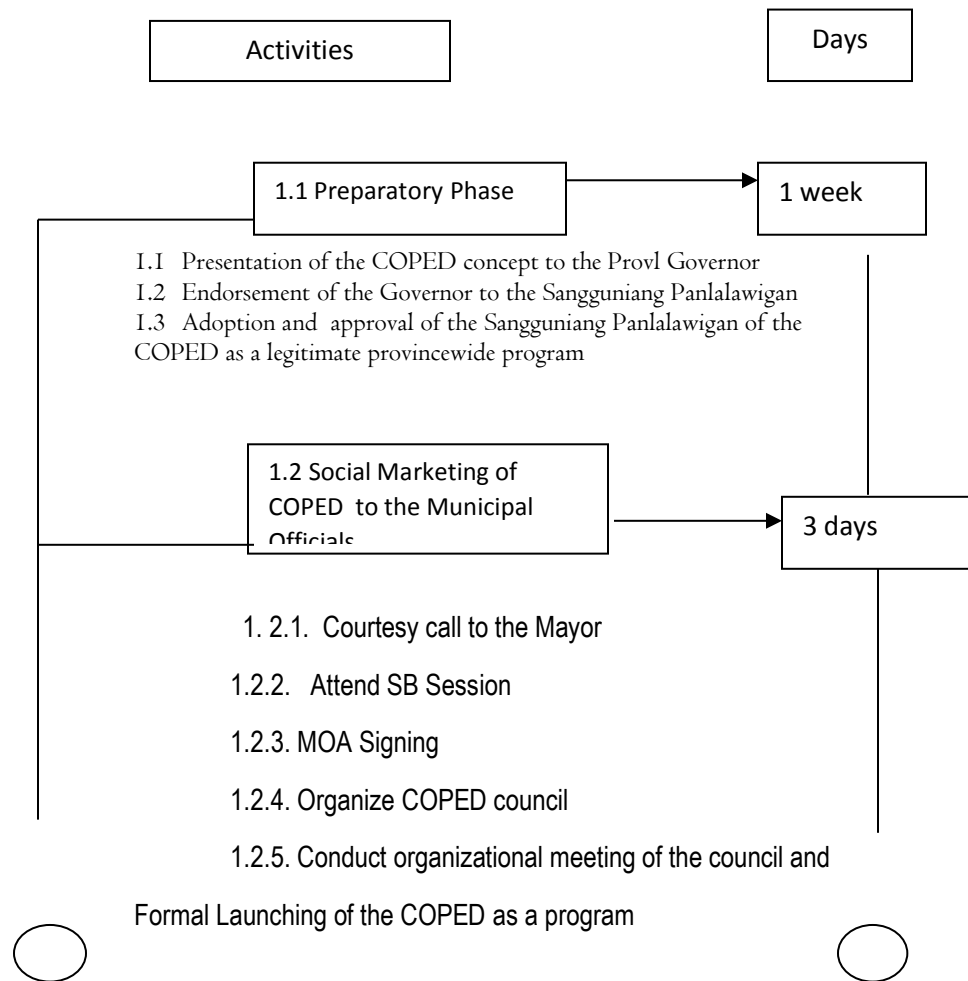 Activities
Days
1.1 Preparatory Phase
1 week
1.1 Presentation of the COPED concept to the Provl Governor
1.2 Endorsement of the Governor to the Sangguniang Panlalawigan
1.3 Adoption and approval of the Sangguniang Panlalawigan of the
COPED as a legitimate provincewide program
1.2 Social Marketing of
COPED to the Municipal
Officials
3 days
1. 2.1. Courtesy call to the Mayor
1.2.2. Attend SB Session
1.2.3. MOA Signing
1.2.4. Organize COPED council
1.2.5. Conduct organizational meeting of the council and
Formal Launching of the COPED as a program